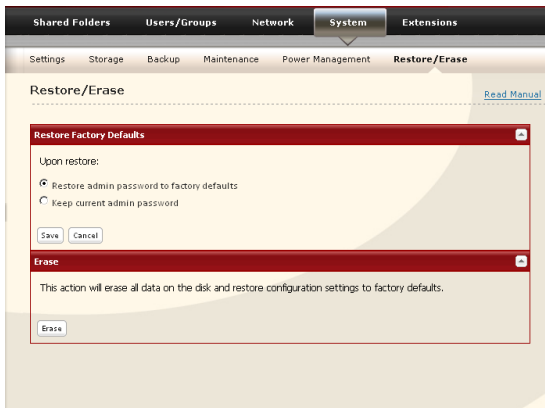 Shared Folders Users/Groups Network System Extensions
Settings Storage Backup Maintenance Power Management Restore/Erase
Restore/Erase
Read Manual
Restore Factory Defaults
Upon restore:
Restore admin password to factory defaults
Keep current admin password
Save Cancel
Erase
This action will erase all data on the disk and restore configuration settings to factory defaults.
Erase